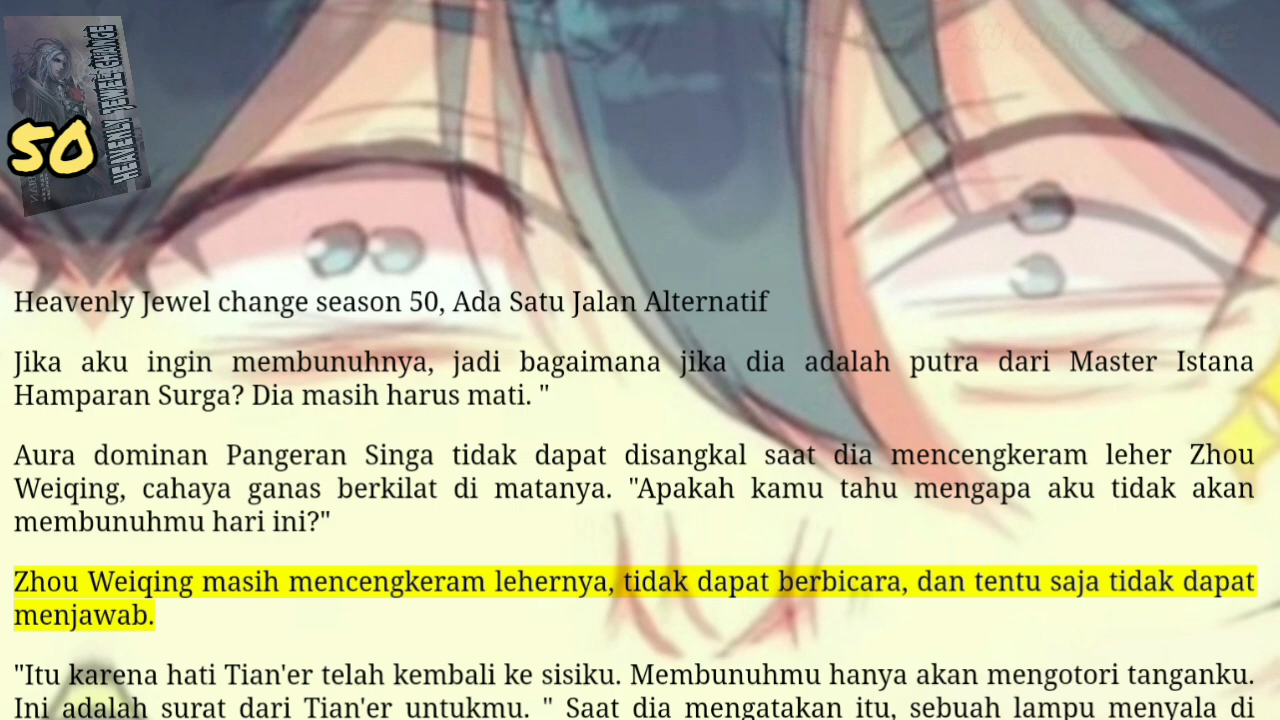 50
HEAVENLY JEWEL CHANGE
Heavenly Jewel change season 50, Ada Satu Jalan Alternatif
Jika aku ingin membunuhnya, jadi bagaimana jika dia adalah putra dari Master Istana
Hamparan Surga? Dia masih harus mati. "
Aura dominan Pangeran Singa tidak dapat disangkal saat dia mencengkeram leher Zhou
Weiqing, cahaya ganas berkilat di matanya. "Apakah kamu tahu mengapa aku tidak akan
membunuhmu hari ini?"
Zhou Weiqing masih mencengkeram lehernya, tidak dapat berbicara, dan tentu saja tidak dapat
menjawab.
"Itu karena hati Tian'er telah kembali ke sisiku. Membunuhmu hanya akan mengotori tanganku.
Ini adalah surat dari Tian'er untukmu. " Saat dia mengatakan itu, sebuah lampu menyala di